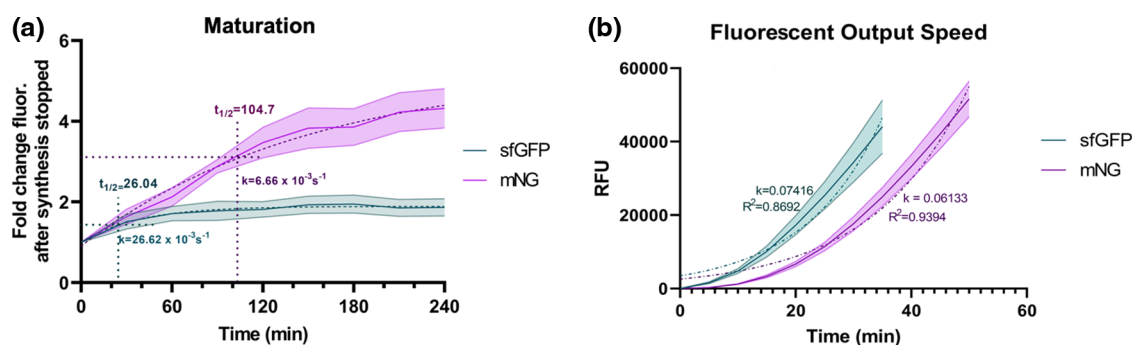 (a)
Maturation
Fold change fluor.
after synthesis stopped
6
4
2
0
t1/2=104.7
t1/2=26.04
k=6.66 x 10⁻³s⁻¹
k=26.62 x 10⁻³s⁻¹
0 60 120 180 240
Time (min)
sfGFP
mNG
(b)
Fluorescent Output Speed
RFU
60000
40000
20000
0
k=0.07416
R²=0.8692
k = 0.06133
R²=0.9394
0 20 40 60
Time (min)
sfGFP
mNG